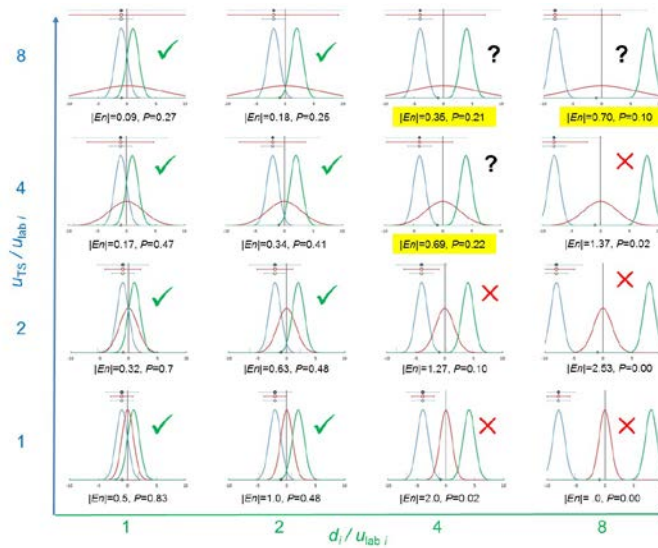 8
?
?
|En|=0.09, P=0.27
|En|=0.18, P=0.25
|En|=0.35, P=0.21
|En|=0.70, P=0.10
4
?
|En|=0.17, P=0.47
|En|=0.34, P=0.41
|En|=0.69, P=0.22
|En|=1.37, P=0.02
uTS / ulab i
2
|En|=0.32, P=0.7
|En|=0.63, P=0.48
|En|=1.27, P=0.10
|En|=2.53, P=0.00
1
|En|=0.5, P=0.83
|En|=1.0, P=0.48
|En|=2.0, P=0.02
|En|= .0, P=0.00
1
2
4
8
di / ulab i